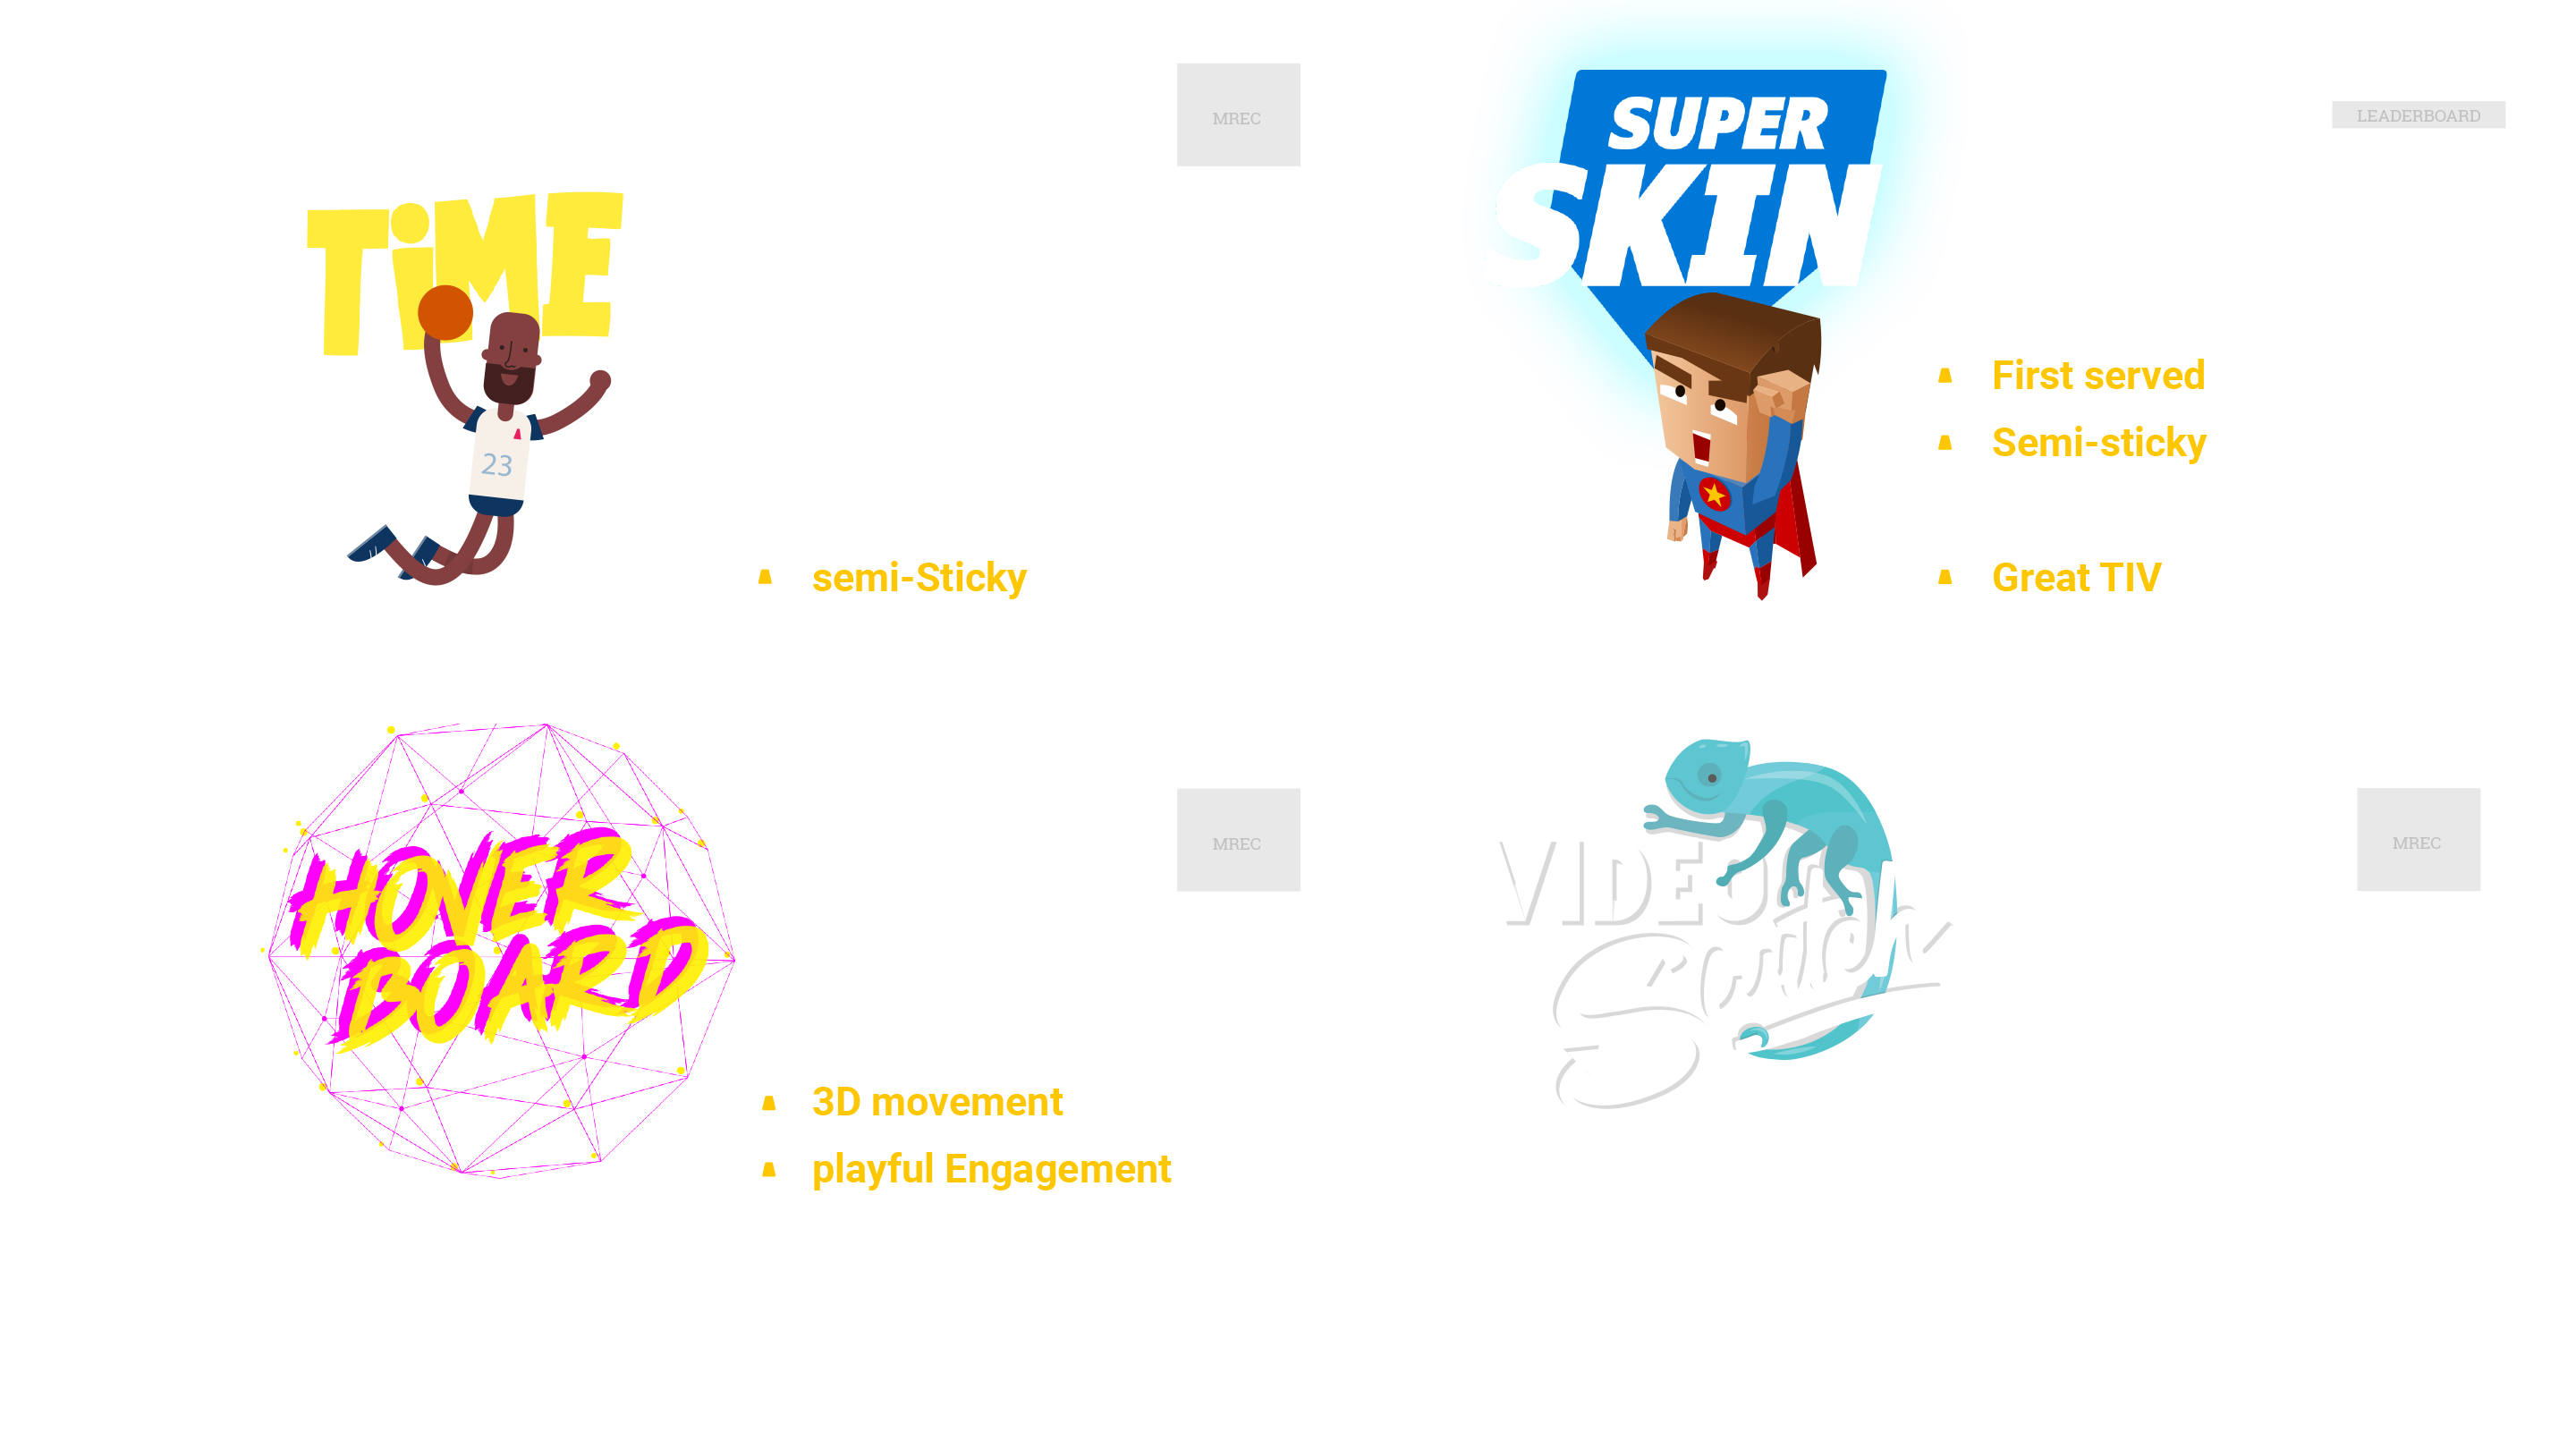 MREC
TiME
23
semi-Sticky
SUPER
SKIN
LEADERBOARD
First served
Semi-sticky
Great TIV
HOVER
BOARD
MREC
3D movement
playful Engagement
VIDEO
MREC